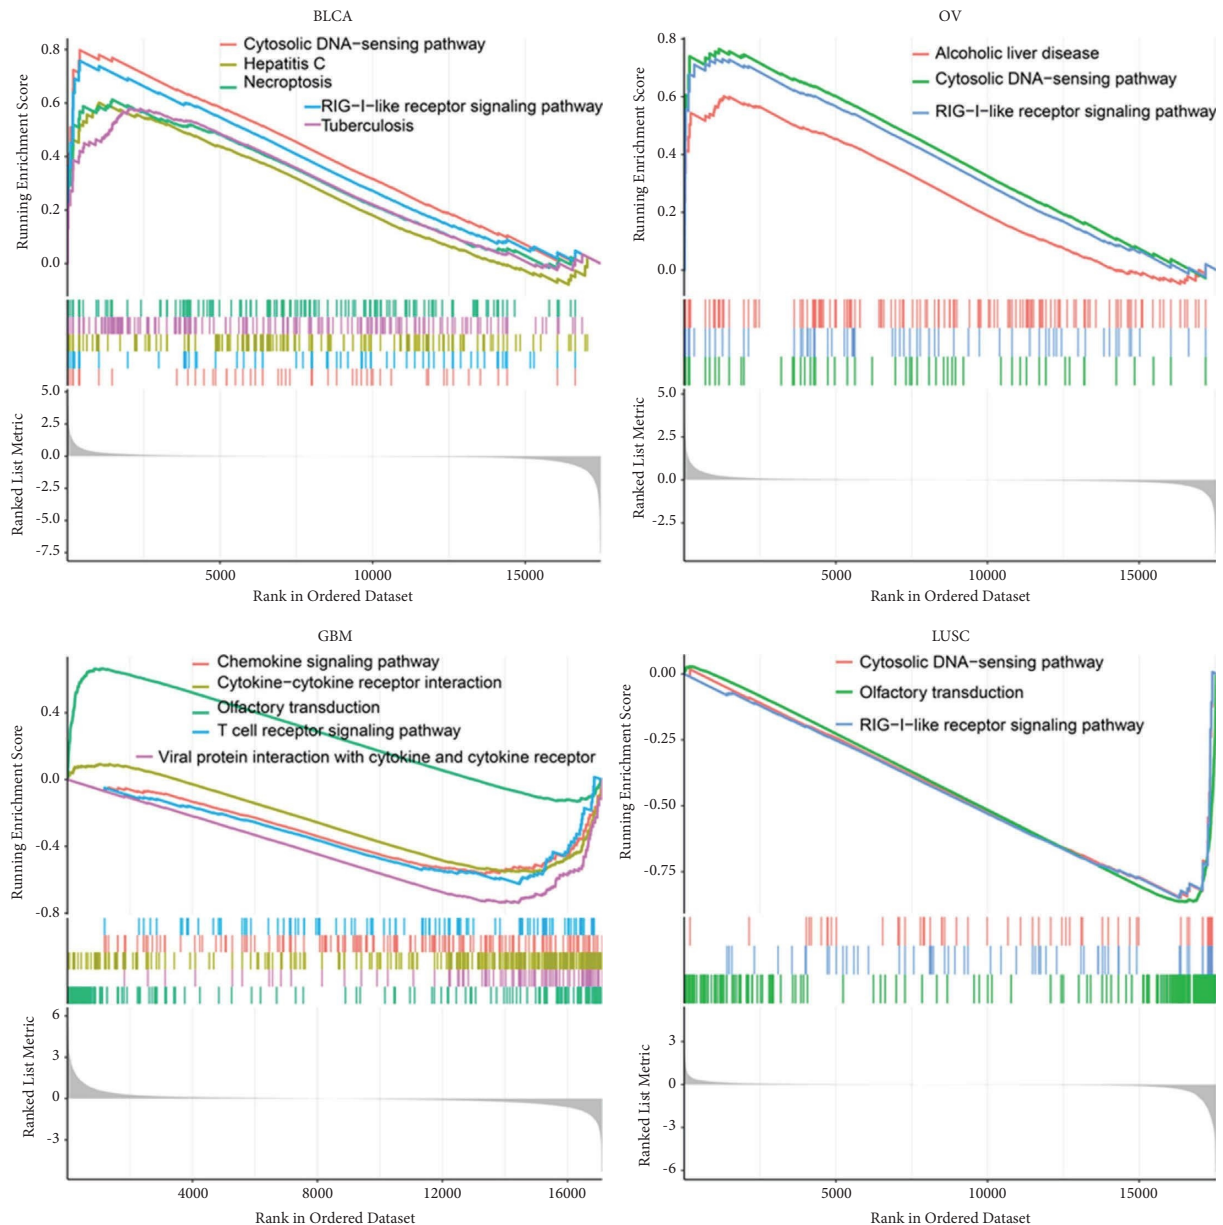 BLCA
Running Enrichment Score
0.8
0.6
0.4
0.2
0.0
Cytosolic DNA−sensing pathway
Hepatitis C
Necroptosis
RIG−I−like receptor signaling pathway
Tuberculosis
Ranked List Metric
5.0
2.5
0.0
-2.5
-5.0
-7.5
5000 10000 15000
Rank in Ordered Dataset
OV
Running Enrichment Score
0.8
0.6
0.4
0.2
0.0
Alcoholic liver disease
Cytosolic DNA−sensing pathway
RIG−I−like receptor signaling pathway
Ranked List Metric
5.0
2.5
0.0
-2.5
5000 10000 15000
Rank in Ordered Dataset
GBM
Running Enrichment Score
0.4
0.0
-0.4
-0.8
Chemokine signaling pathway
Cytokine−cytokine receptor interaction
Olfactory transduction
T cell receptor signaling pathway
Viral protein interaction with cytokine and cytokine receptor
Ranked List Metric
6
3
0
-3
4000 8000 12000 16000
Rank in Ordered Dataset
LUSC
Running Enrichment Score
0.00
-0.25
-0.50
-0.75
Cytosolic DNA−sensing pathway
Olfactory transduction
RIG−I−like receptor signaling pathway
Ranked List Metric
3
0
-3
-6
5000 10000 15000
Rank in Ordered Dataset